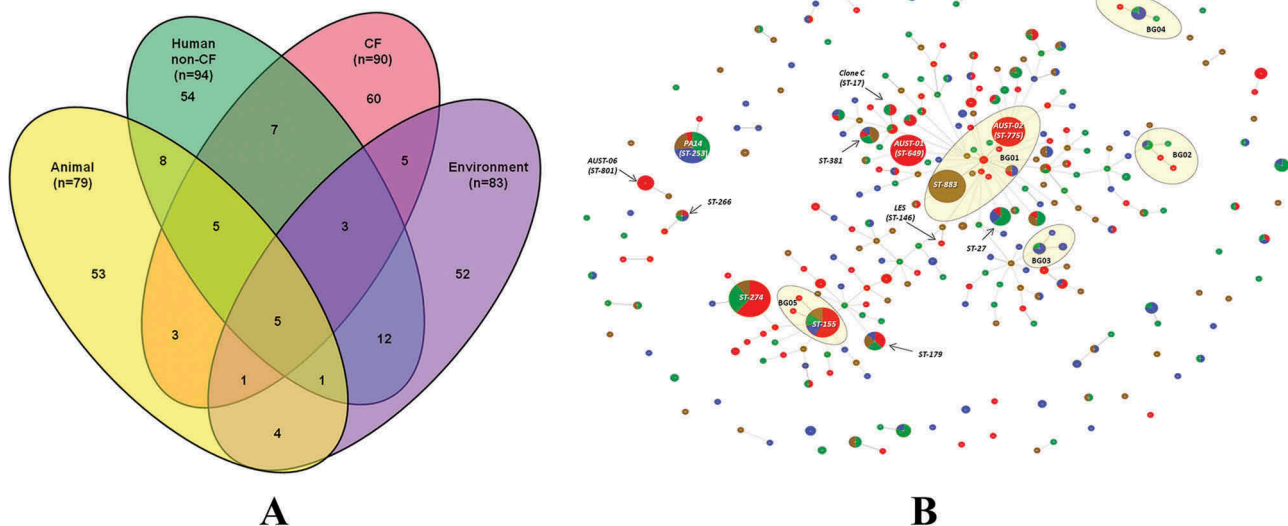 Human
non-CF
(n=94)
54
CF
(n=90)
60
7
Animal
(n=79)
8
5
Environment
(n=83)
5
3
53
52
3
5
12
1
1
4
A
BG04
Clone C
(ST-17)
AUST-02
(ST-775)
PA14
(ST-253)
AUST-01
(ST-649)
ST-381
BG01
BG02
AUST-06
(ST-801)
ST-883
ST-266
LES
(ST-146)
ST-27
BG03
ST-274
BG05
ST-155
ST-179
B